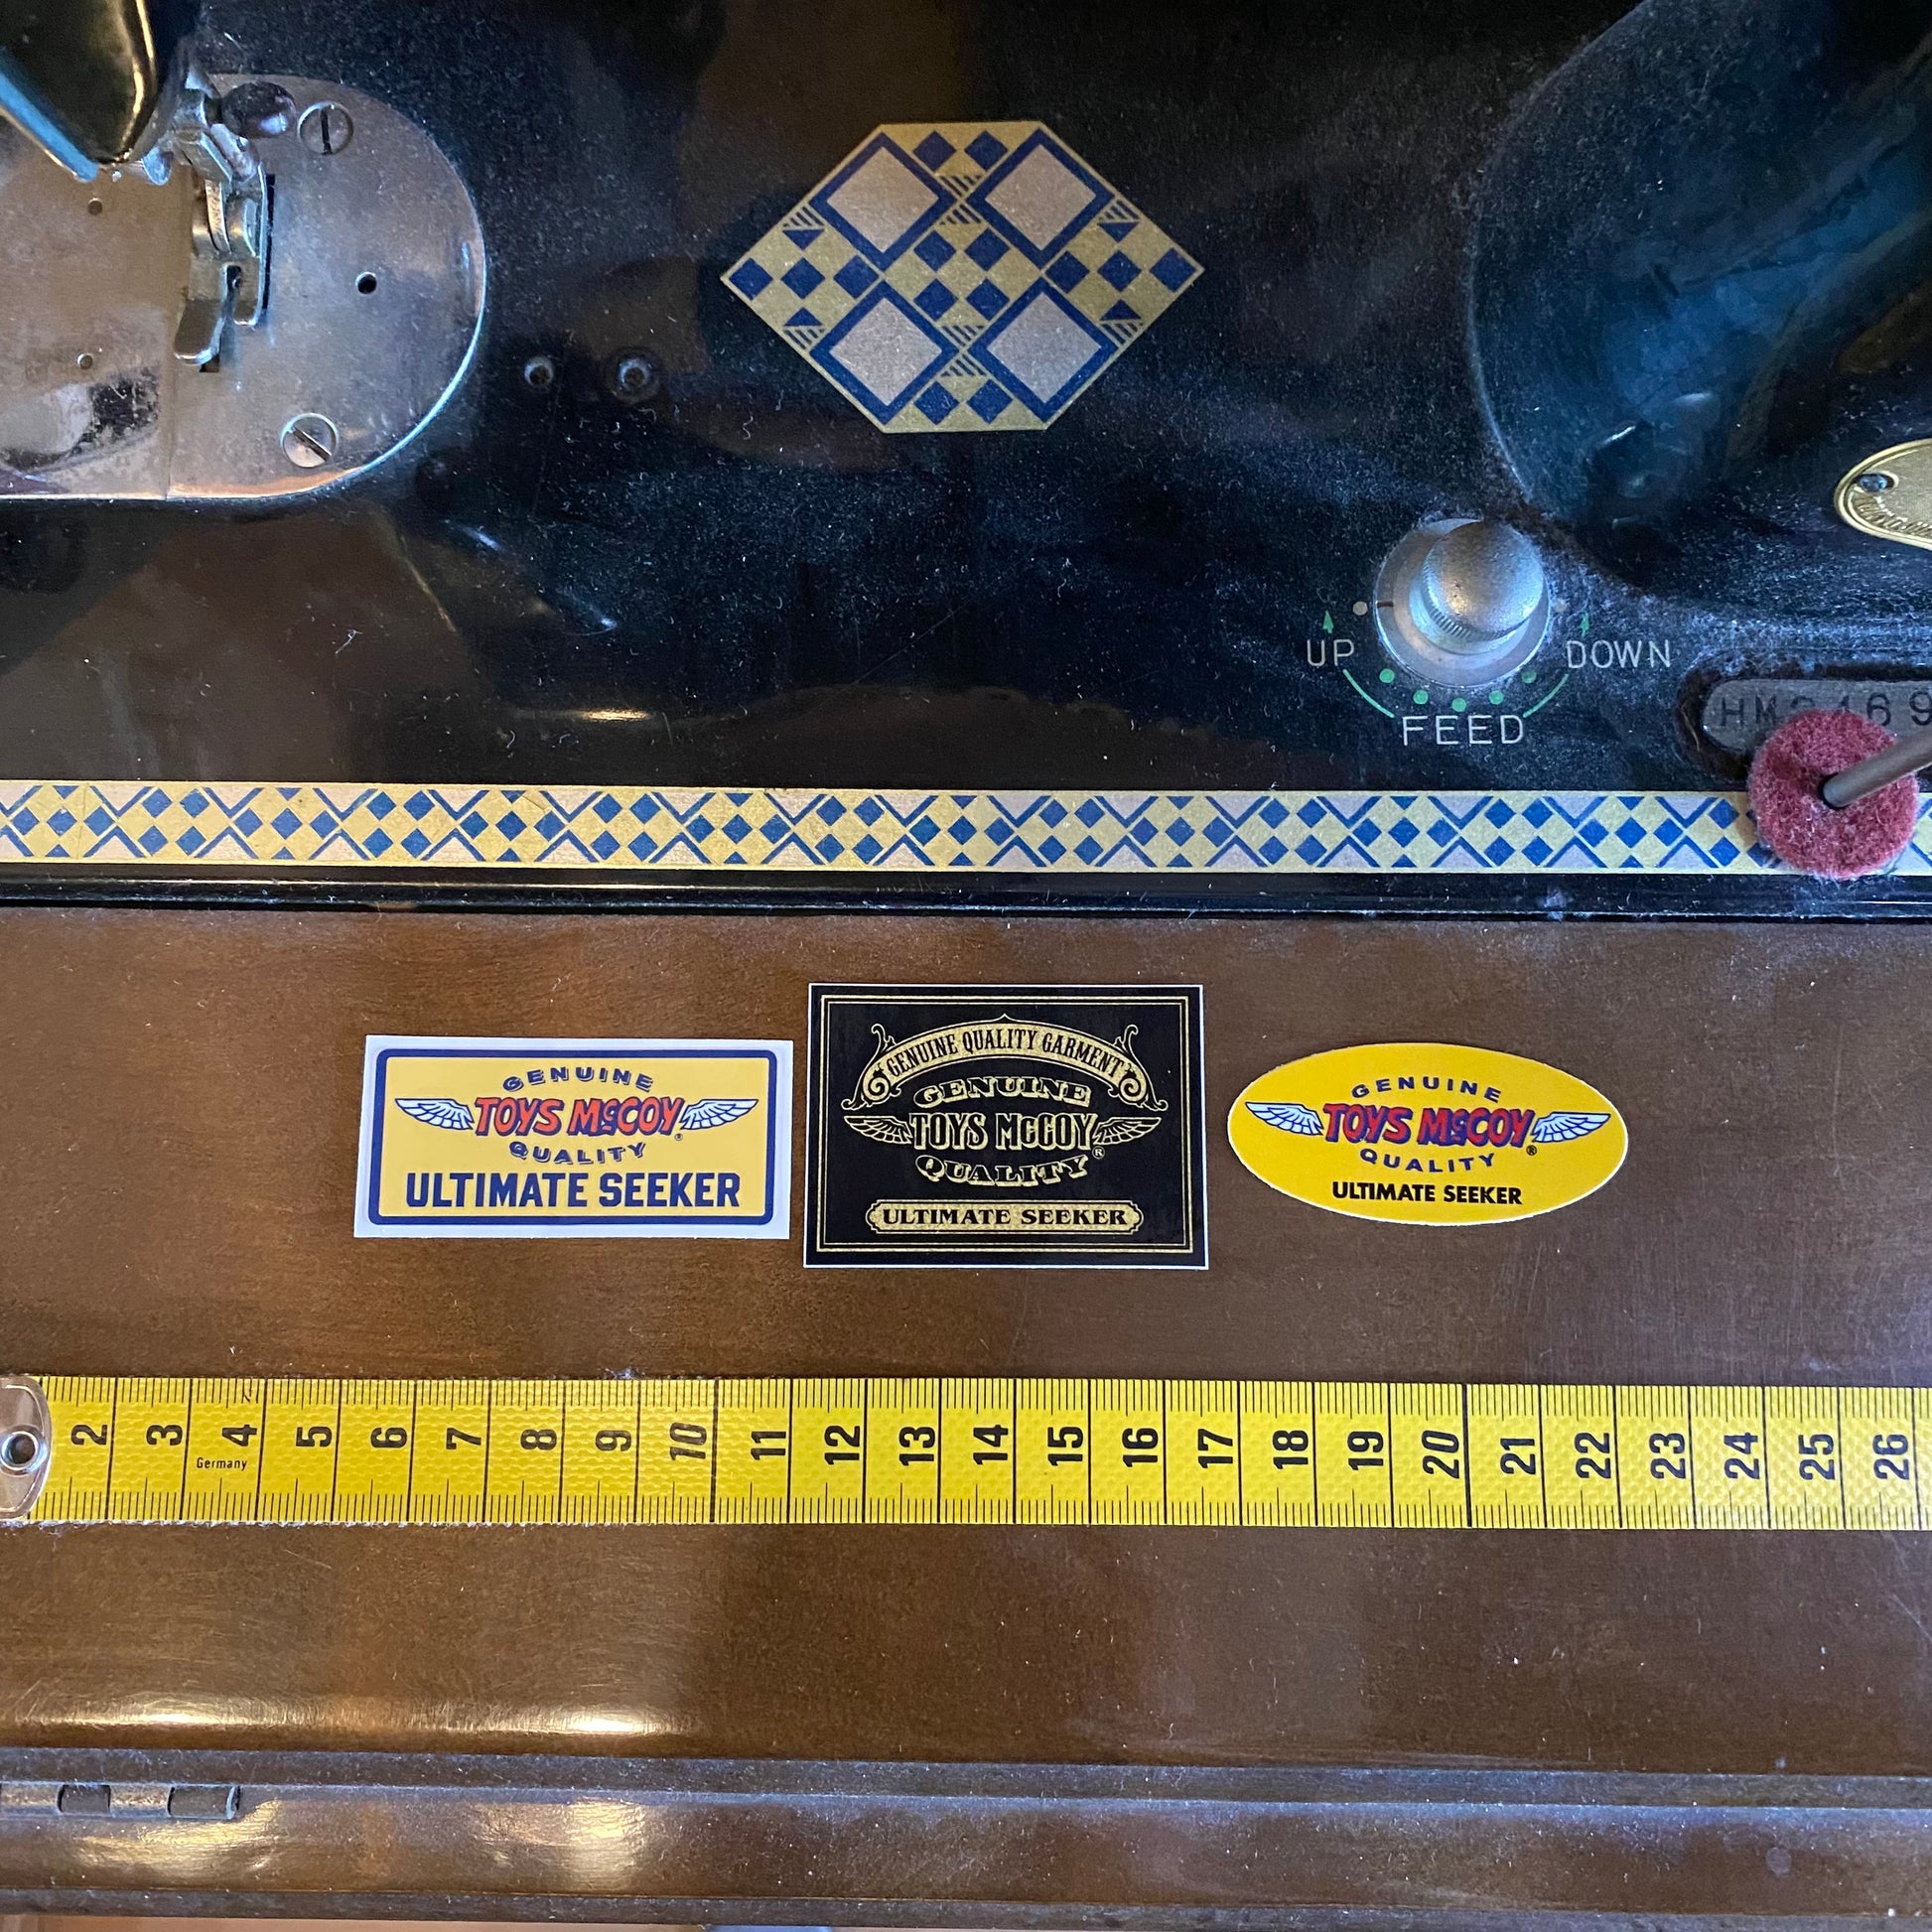 UP
DOWN
FEED
GENUINE
TOYS McCOY®
QUALITY
ULTIMATE SEEKER
GENUINE QUALITY GARMENT
GENUINE
TOYS McCOY®
QUALITY
ULTIMATE SEEKER
GENUINE
TOYS McCOY®
QUALITY
ULTIMATE SEEKER
2 3 4 5 6 7 8 9 10 11 12 13 14 15 16 17 18 19 20 21 22 23 24 25 26
Germany